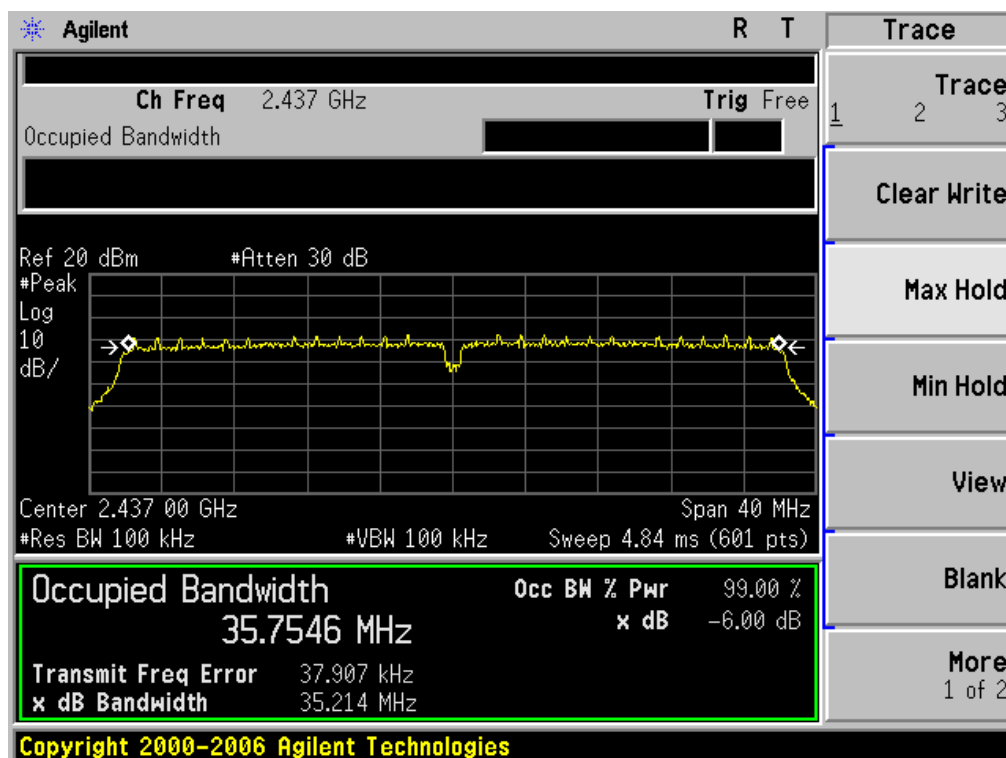 Agilent R T Trace
Ch Freq 2.437 GHz Trig Free
Occupied Bandwidth
Trace
1 2 3
Clear Write
Max Hold
Min Hold
View
Blank
More
1 of 2
Ref 20 dBm #Atten 30 dB
#Peak
Log
10
dB/
Center 2.437 00 GHz Span 40 MHz
#Res BW 100 kHz #VBW 100 kHz Sweep 4.84 ms (601 pts)
Occupied Bandwidth Occ BW % Pwr 99.00 %
35.7546 MHz x dB -6.00 dB
Transmit Freq Error 37.907 kHz
x dB Bandwidth 35.214 MHz
Copyright 2000-2006 Agilent Technologies